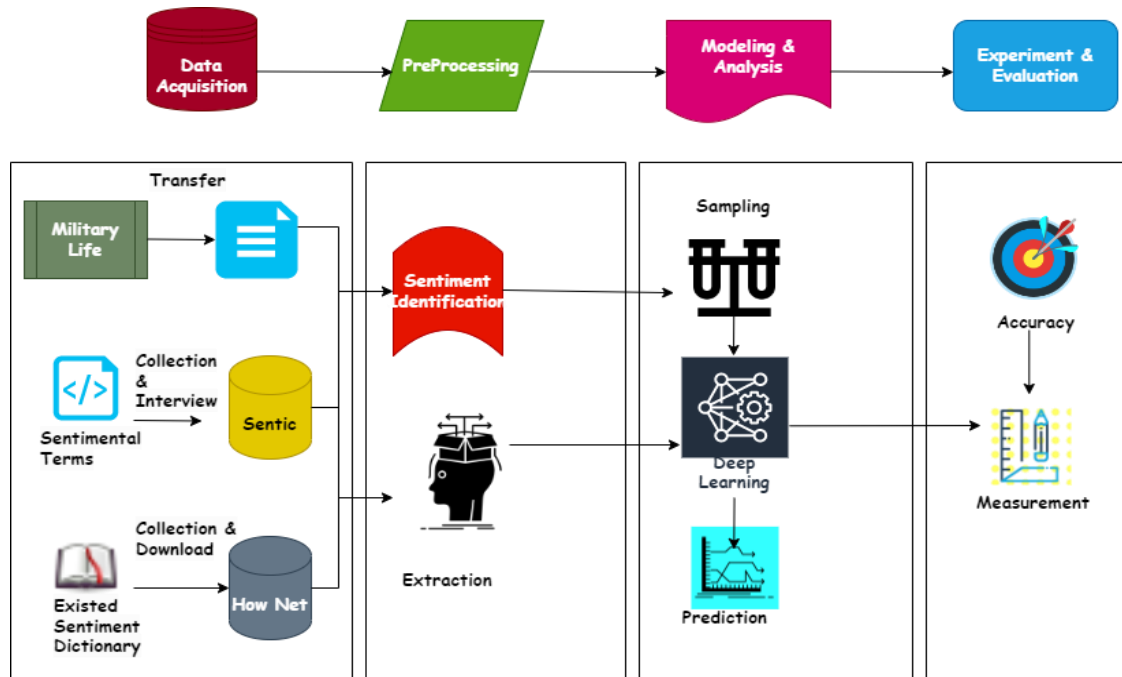 Data
Acquisition
PreProcessing
Modeling &
Analysis
Experiment &
Evaluation
Transfer
Military
Life
Collection
&
Interview
Sentimental
Terms
Sentic
Collection &
Download
Existed
Sentiment
Dictionary
How Net
Sentiment
Identification
Extraction
Sampling
Deep
Learning
Prediction
Accuracy
Measurement